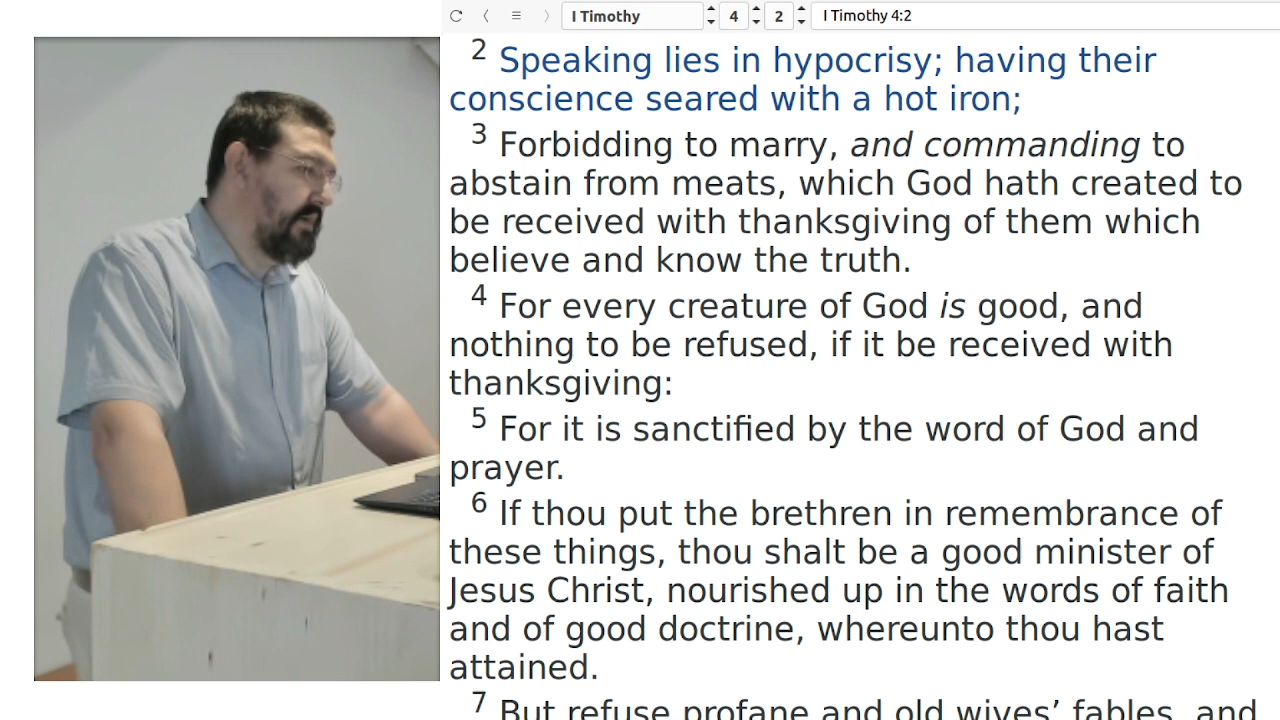 I Timothy 4 2 I Timothy 4:2
2 Speaking lies in hypocrisy; having their
conscience seared with a hot iron;
3 Forbidding to marry, and commanding to
abstain from meats, which God hath created to
be received with thanksgiving of them which
believe and know the truth.
4 For every creature of God is good, and
nothing to be refused, if it be received with
thanksgiving:
5 For it is sanctified by the word of God and
prayer.
6 If thou put the brethren in remembrance of
these things, thou shalt be a good minister of
Jesus Christ, nourished up in the words of faith
and of good doctrine, whereunto thou hast
attained.
7 But refuse profane and old wives’ fables, and